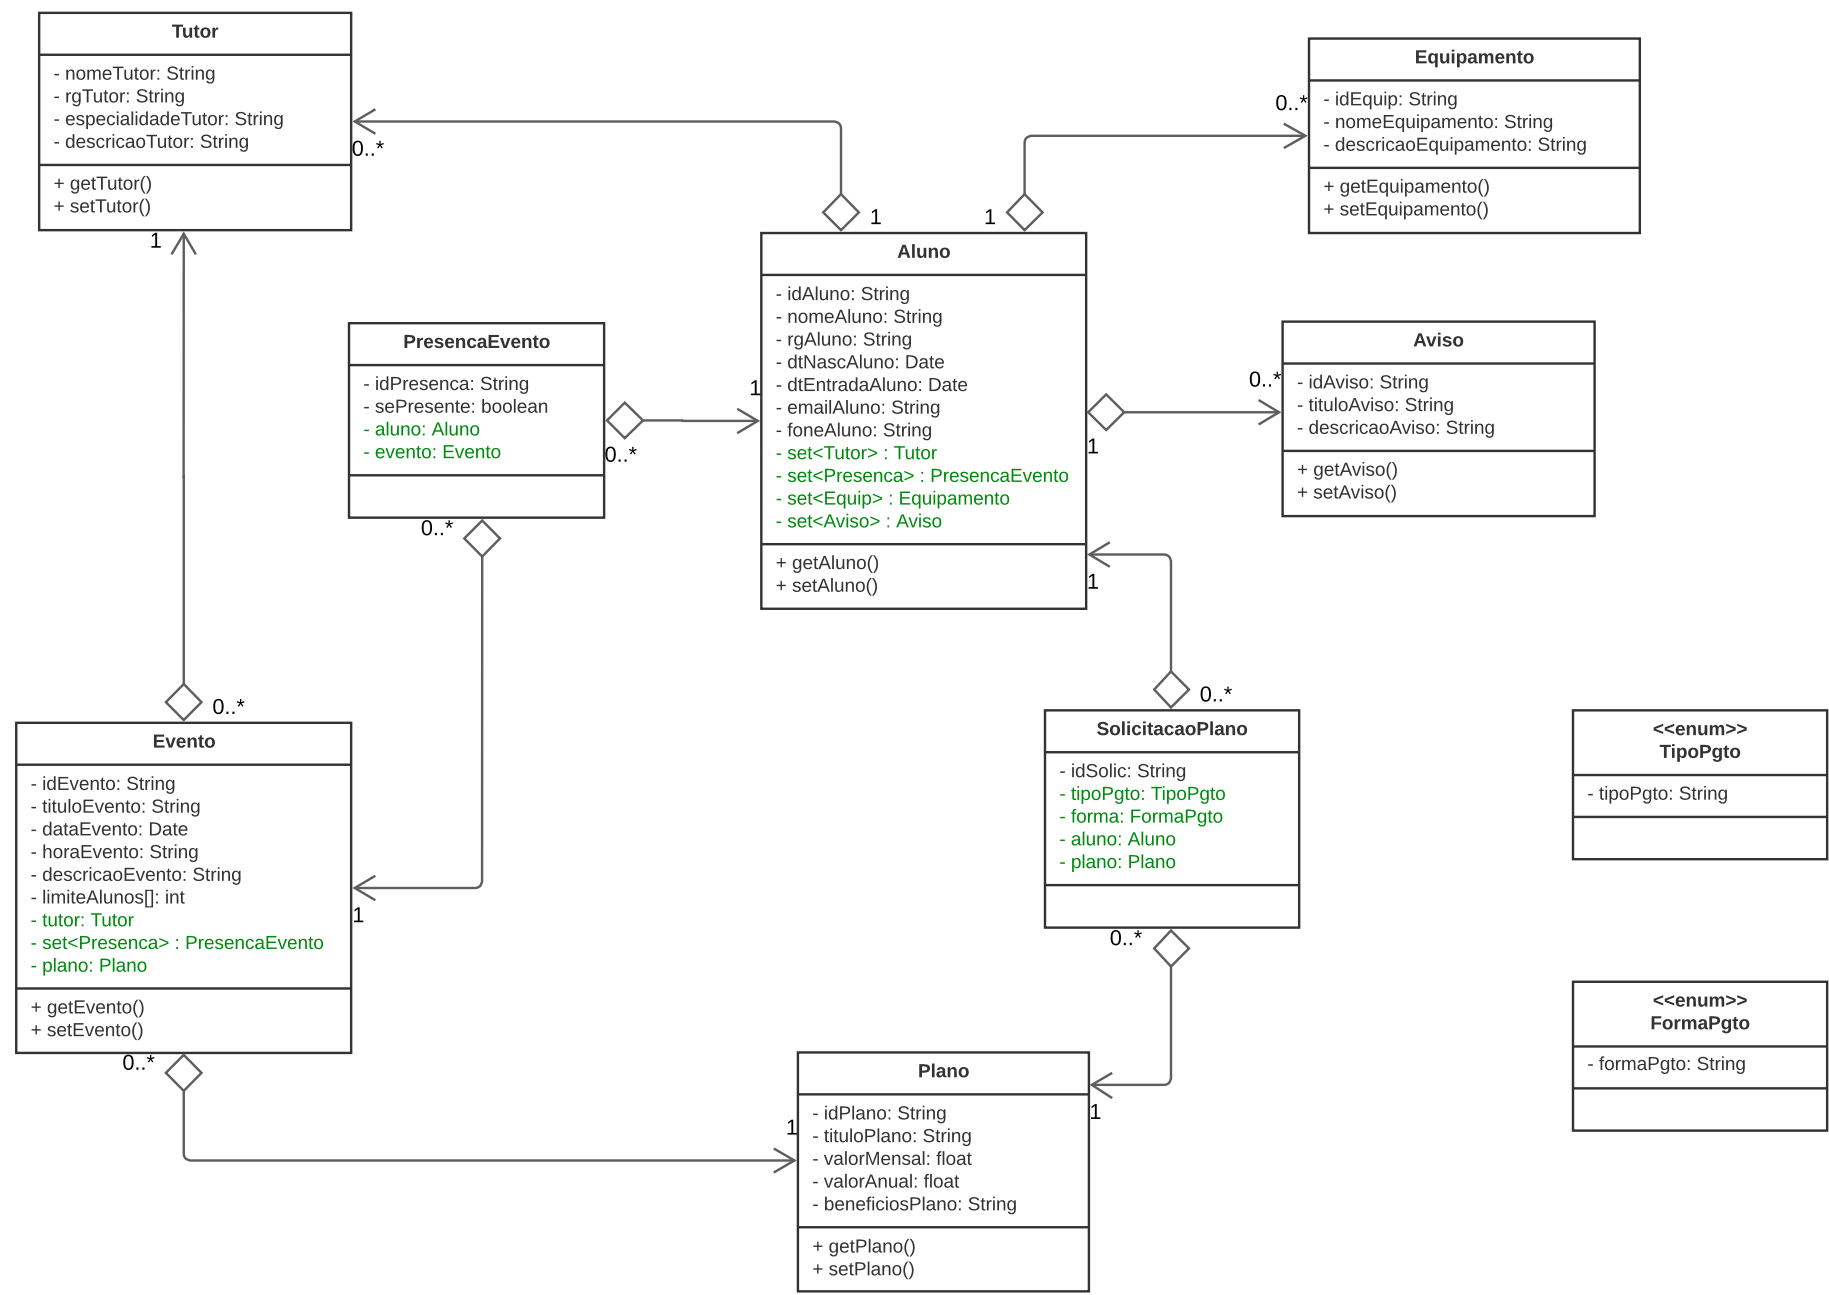 Tutor
- nomeTutor: String
- rgTutor: String
- especialidadeTutor: String
- descricaoTutor: String
+ getTutor()
+ setTutor()
0..*
1
1
1
0..*
Equipamento
- idEquip: String
- nomeEquipamento: String
- descricaoEquipamento: String
+ getEquipamento()
+ setEquipamento()
PresencaEvento
- idPresenca: String
- sePresente: boolean
- aluno: Aluno
- evento: Evento
0..*
0..*
1
Aluno
- idAluno: String
- nomeAluno: String
- rgAluno: String
- dtNascAluno: Date
- dtEntradaAluno: Date
- emailAluno: String
- foneAluno: String
- set<Tutor> : Tutor
- set<Presenca> : PresencaEvento
- set<Equip> : Equipamento
- set<Aviso> : Aviso
+ getAluno()
+ setAluno()
1
0..*
Aviso
- idAviso: String
- tituloAviso: String
- descricaoAviso: String
+ getAviso()
+ setAviso()
1
0..*
0..*
Evento
- idEvento: String
- tituloEvento: String
- dataEvento: Date
- horaEvento: String
- descricaoEvento: String
- limiteAlunos[]: int
- tutor: Tutor
- set<Presenca> : PresencaEvento
- plano: Plano
+ getEvento()
+ setEvento()
1
0..*
SolicitacaoPlano
- idSolic: String
- tipoPgto: TipoPgto
- forma: FormaPgto
- aluno: Aluno
- plano: Plano
0..*
<<enum>>
TipoPgto
- tipoPgto: String
<<enum>>
FormaPgto
- formaPgto: String
1
1
Plano
- idPlano: String
- tituloPlano: String
- valorMensal: float
- valorAnual: float
- beneficiosPlano: String
+ getPlano()
+ setPlano()